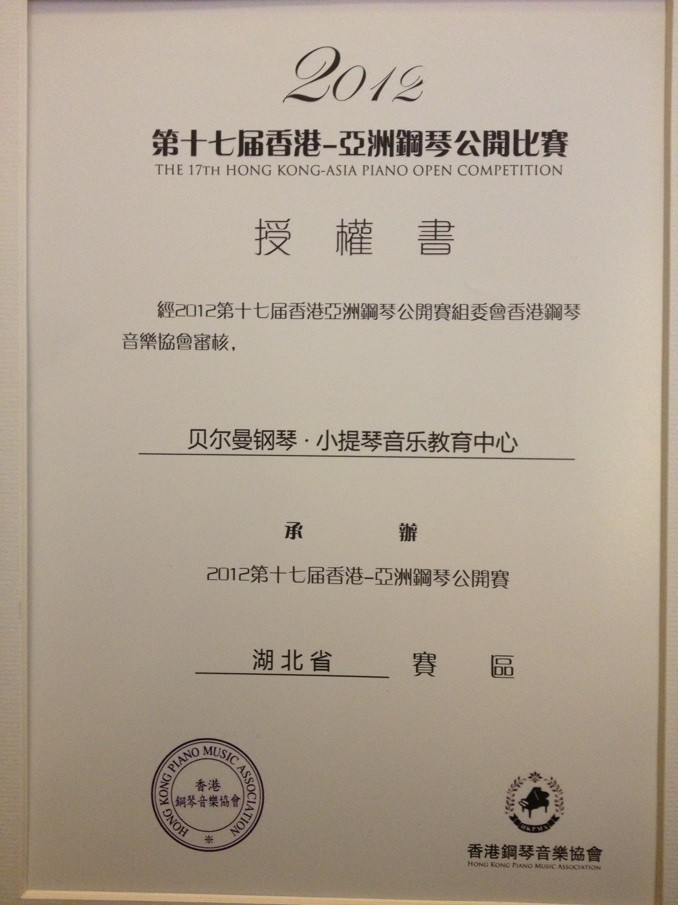 2012
第十七届香港-亞洲鋼琴公開比賽
THE 17TH HONG KONG-ASIA PIANO OPEN COMPETITION
授權書
經2012第十七届香港亞洲鋼琴公開賽組委會香港鋼琴
音樂協會審核，
贝尔曼钢琴·小提琴音乐教育中心
承辦
2012第十七届香港-亞洲鋼琴公開賽
湖北省 賽區
HONG KONG PIANO MUSIC ASSOCIATION
香港
鋼琴音樂協會
HKPMA
香港鋼琴音樂協會
HONG KONG PIANO MUSIC ASSOCIATION